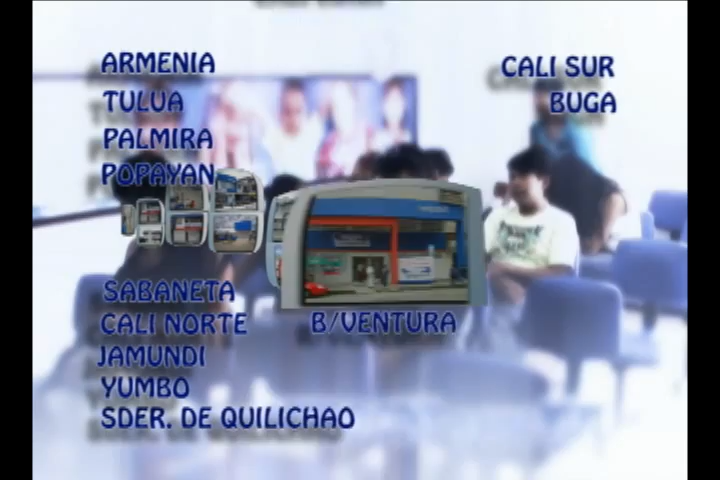 ARMENIA
TULUA
PALMIRA
POPAYAN
CALI SUR
BUGA
SABANETA
CALI NORTE
JAMUNDI
YUMBO
SDER. DE QUILICHAO
B/VENTURA